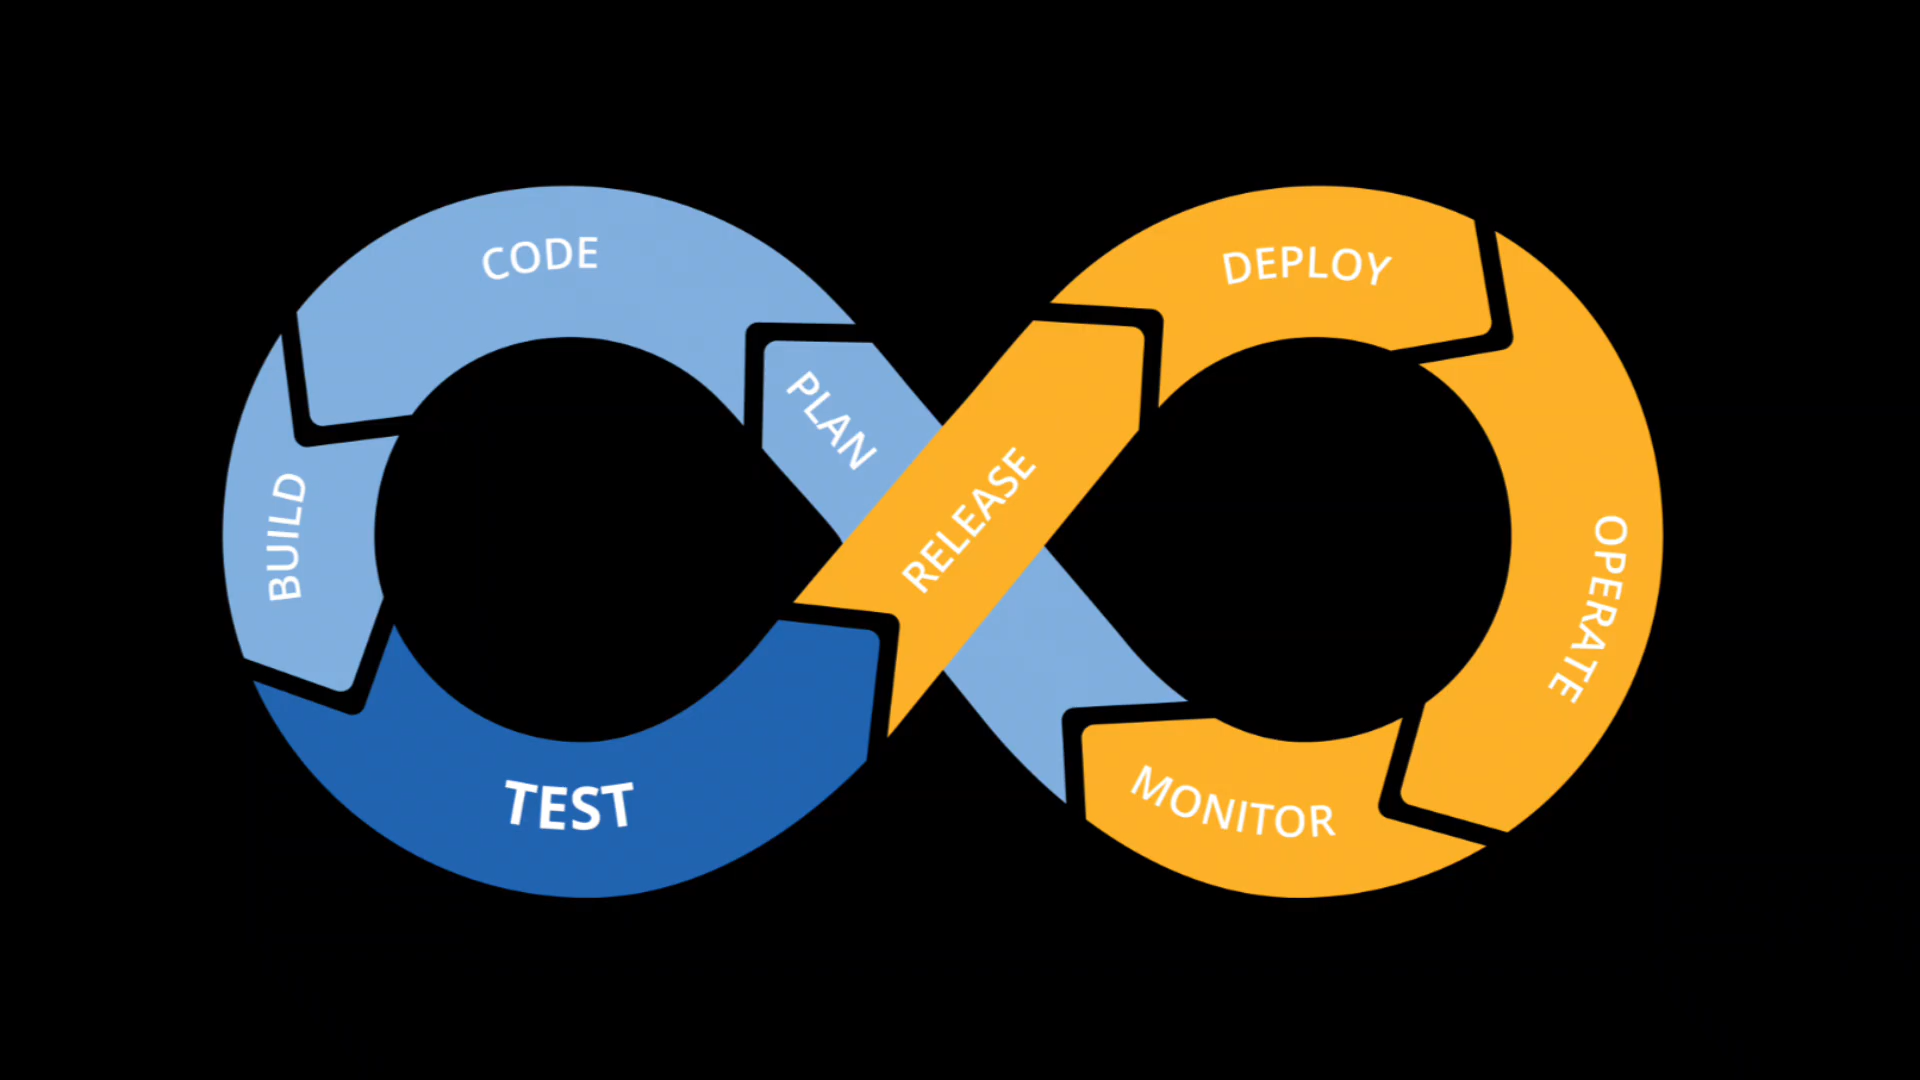 CODE
DEPLOY
PLAN
RELEASE
BUILD
OPERATE
TEST
MONITOR